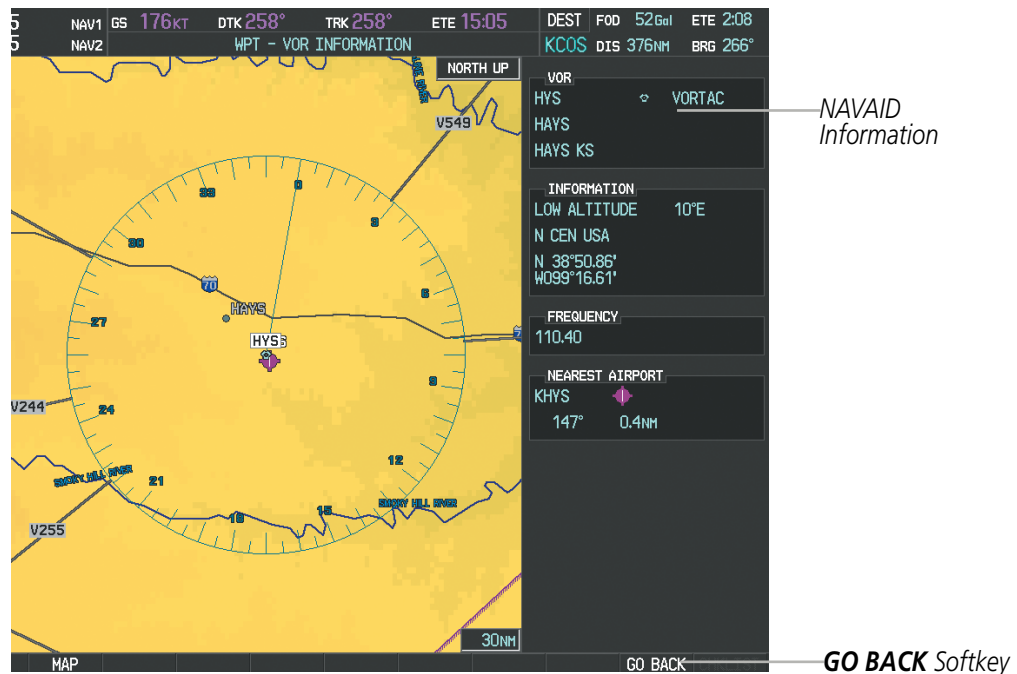 5 NAV1 GS 176KT DTK 258° TRK 258° ETE 15:05 DEST FOD 52Gal ETE 2:08
5 NAV2 WPT – VOR INFORMATION KCOS DIS 376NM BRG 266°
NORTH UP
V549
33 0 3
30
70
HAYS
6
27
HYS
9
V244
24
12
SMOKY HILL RIVER
21
SMOKY HILL RIVER
18 15
V255
30NM
VOR
HYS VORTAC
HAYS
HAYS KS
INFORMATION
LOW ALTITUDE 10°E
N CEN USA
N 38°50.86'
W099°16.61'
FREQUENCY
110.40
NEAREST AIRPORT
KHYS
147° 0.4NM
MAP GO BACK
NAVAID
Information
GO BACK Softkey